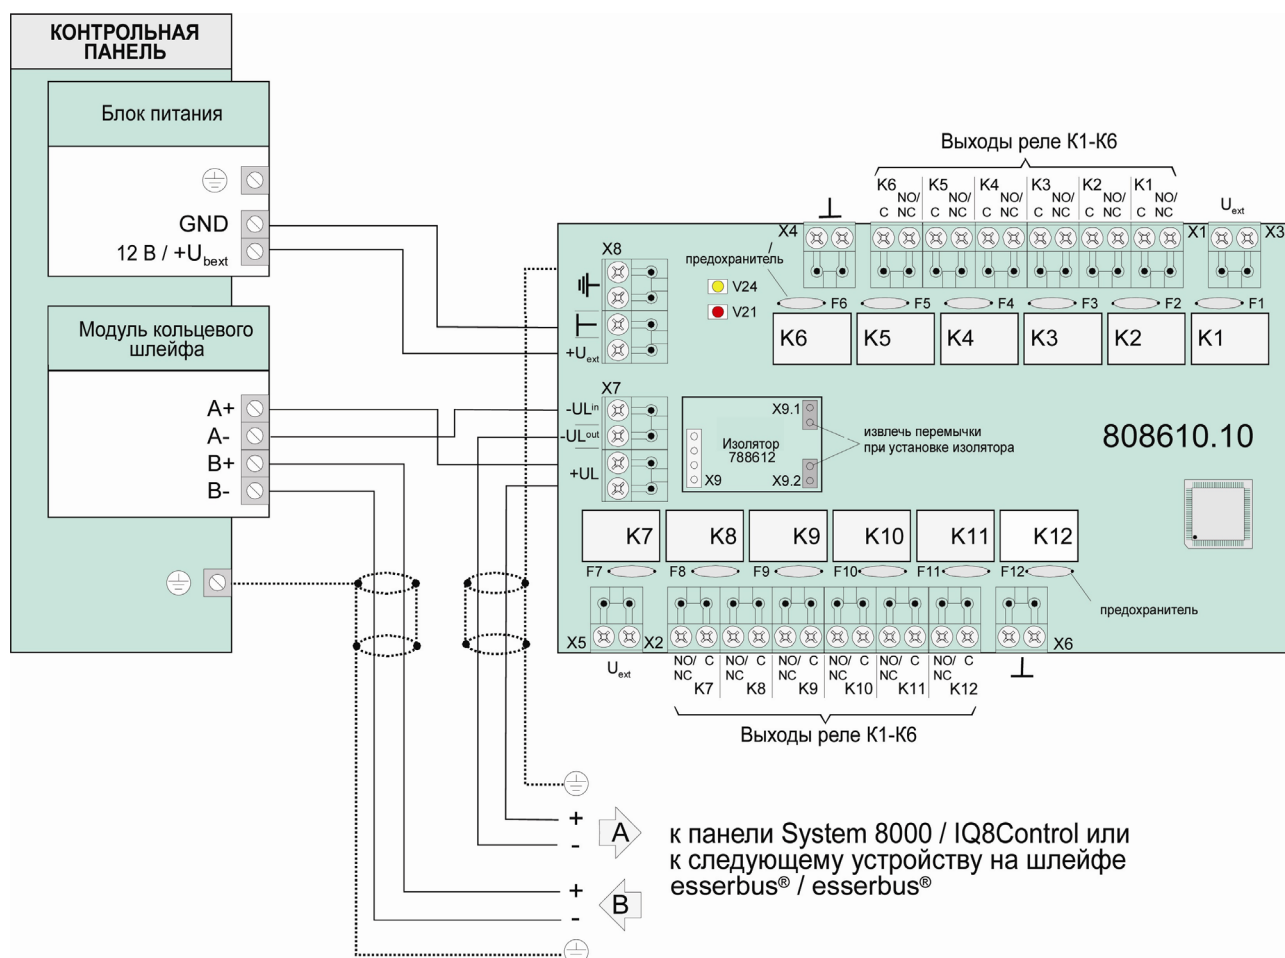 КОНТРОЛЬНАЯ
ПАНЕЛЬ
Блок питания
GND
12 В / +Ubext
Модуль кольцевого
шлейфа
A+
A-
B+
B-
Выходы реле К1-К6
K6 K5 K4 K3 K2 K1
NO/ NO/ NO/ NO/ NO/ NO/
C NC C NC C NC C NC C NC C NC
Uext
X4 X1 X3
X8
предохранитель
V24
V21
F6 F5 F4 F3 F2 F1
K6 K5 K4 K3 K2 K1
+Uext
X7
-ULin
-ULout
+UL
X9.1
Изолятор
788612
X9 X9.2
извлечь перемычки
при установке изолятора
808610.10
K7 K8 K9 K10 K11 K12
F7 F8 F9 F10 F11 F12
предохранитель
X5 X2 X6
Uext
NO/ C NO/ C NO/ C NO/ C NO/ C NO/ C
NC NC NC NC NC NC
K7 K8 K9 K10 K11 K12
Выходы реле К1-К6
+
A
-
+
B
-
к панели System 8000 / IQ8Control или
к следующему устройству на шлейфе
esserbus® / esserbus®